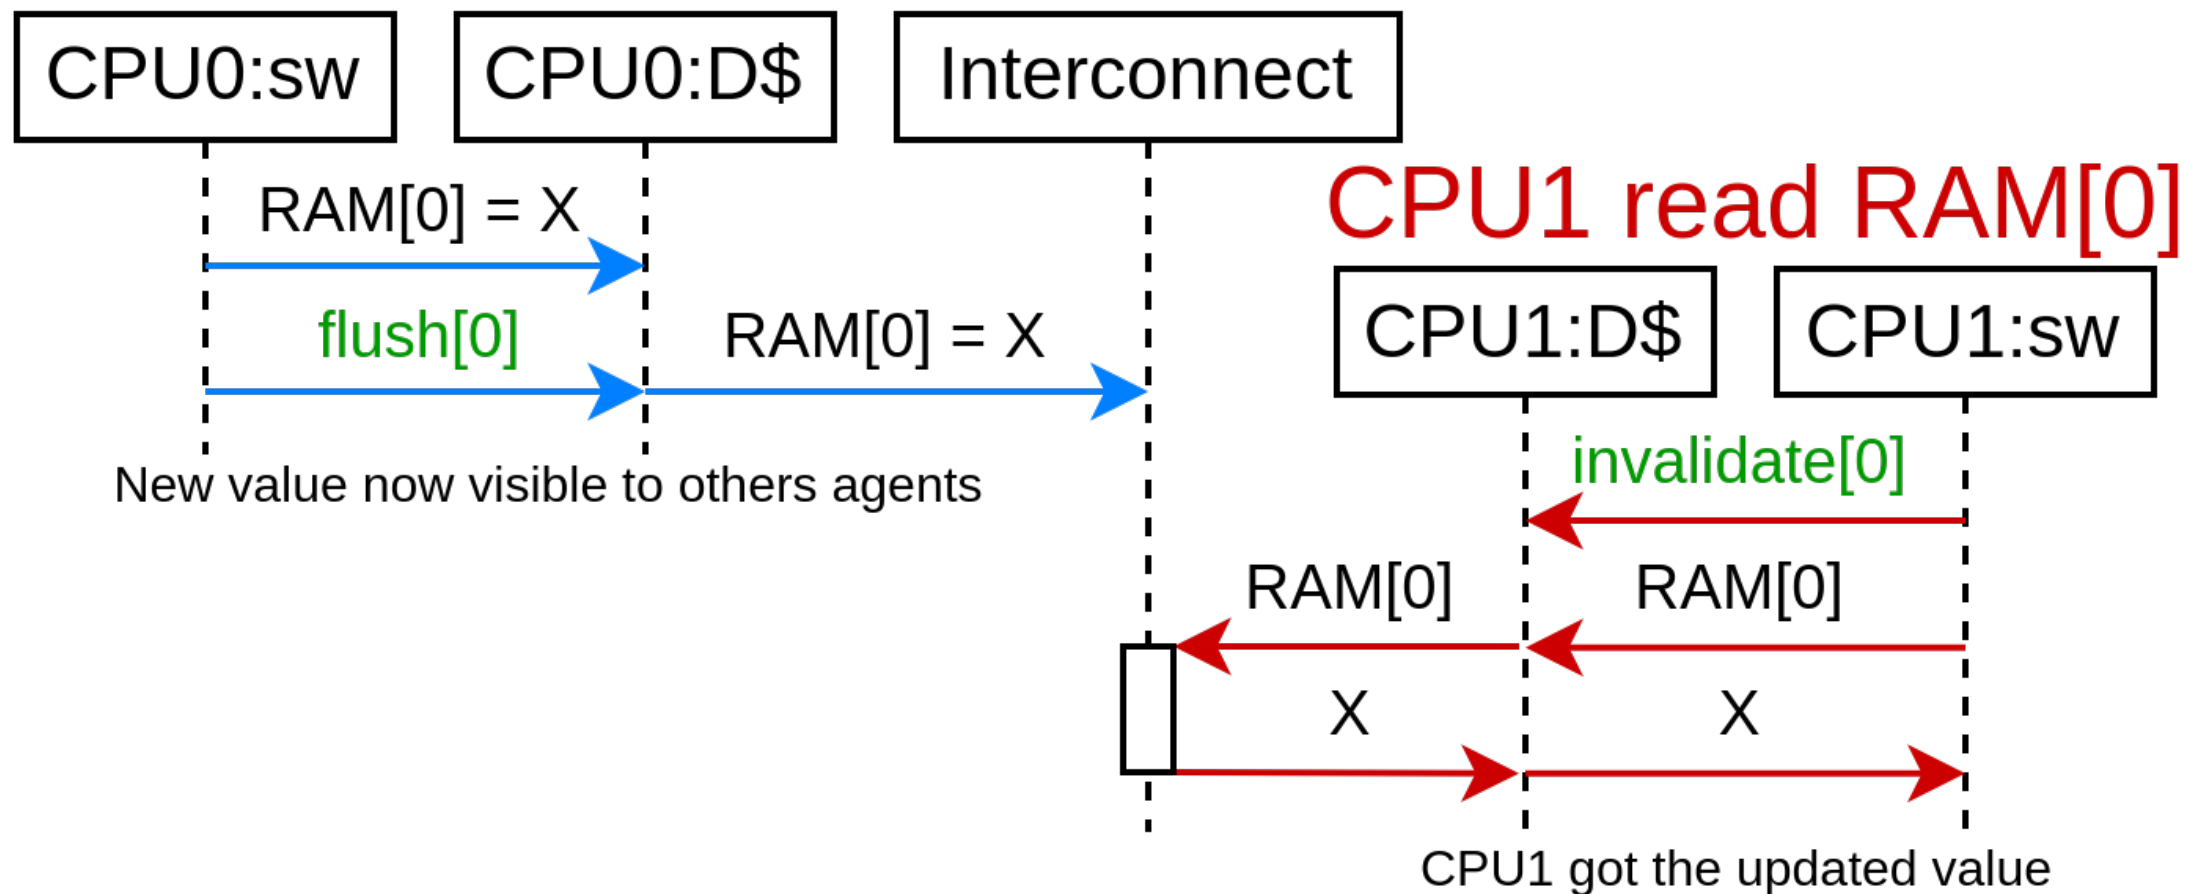 CPU0:sw
CPU0:D$
Interconnect
RAM[0] = X
flush[0]
RAM[0] = X
New value now visible to others agents
CPU1 read RAM[0]
CPU1:D$
CPU1:sw
invalidate[0]
RAM[0]
RAM[0]
X
X
CPU1 got the updated value